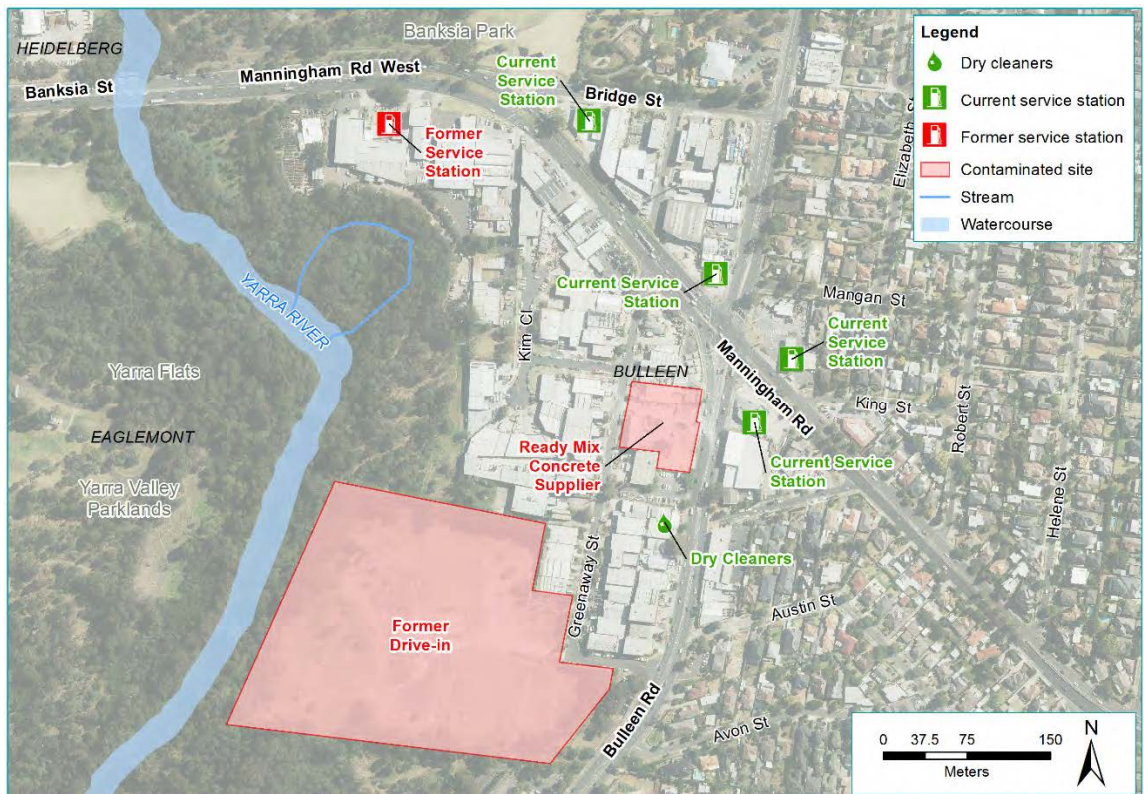 HEIDELBERG
Banksia St
Manningham Rd West
Banksia Park
Current
Service
Station
Bridge St
Former
Service
Station
Elizabeth St
Legend
Dry cleaners
Current service station
Former service station
Contaminated site
Stream
Watercourse
YARRA RIVER
Current Service
Station
Mangan St
Kim Cl
Manningham Rd
Current
Service
Station
BULLEEN
King St
Robert St
Yarra Flats
EAGLEMONT
Yarra Valley
Parklands
Ready Mix
Concrete
Supplier
Current Service
Station
Helene St
Dry Cleaners
Greenaway St
Austin St
Former
Drive-in
Bulleen Rd
Avon St
0 37.5 75 150
Meters
N